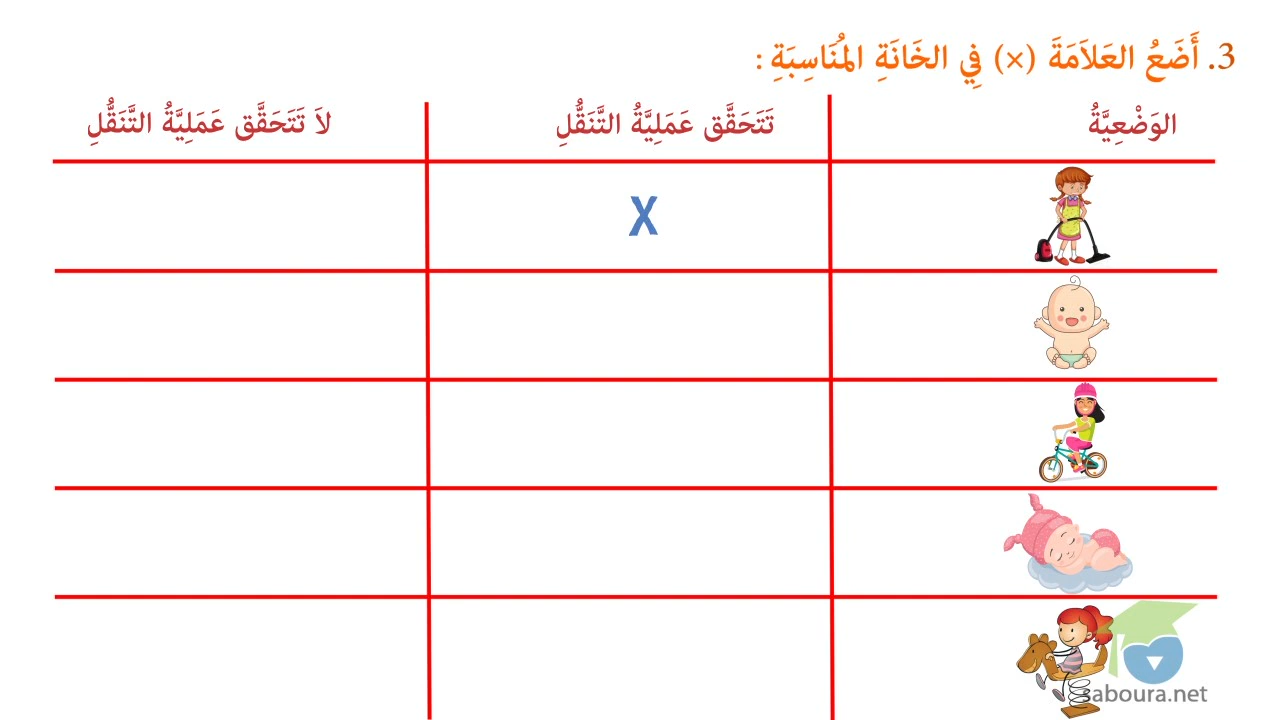 3. أَضَعُ العَلاَمَةَ (×) فِي الخَانَةِ المُنَاسِبَةِ :
الوَضْعِيَّةُ
تَتَحَقَّق عَمَلِيَّةُ التَّنَقُّلِ
لاَ تَتَحَقَّق عَمَلِيَّةُ التَّنَقُّلِ
X
saboura.net